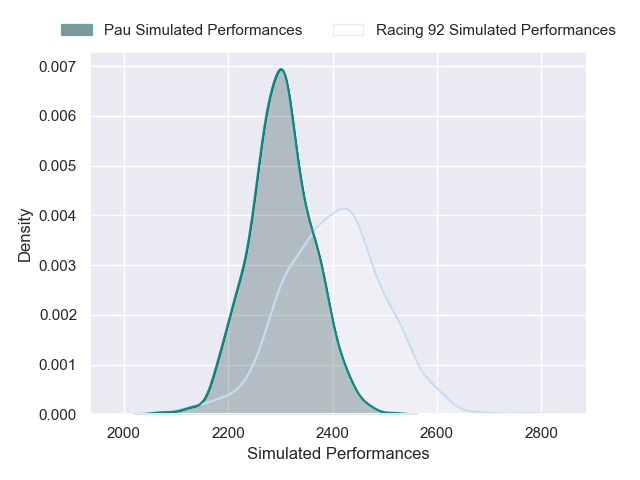 Pau Simulated Performances Racing 92 Simulated Performances
0.007
0.006
0.005
0.004
0.003
0.002
0.001
0.000
Density
2000 2200 2400 2600 2800
Simulated Performances